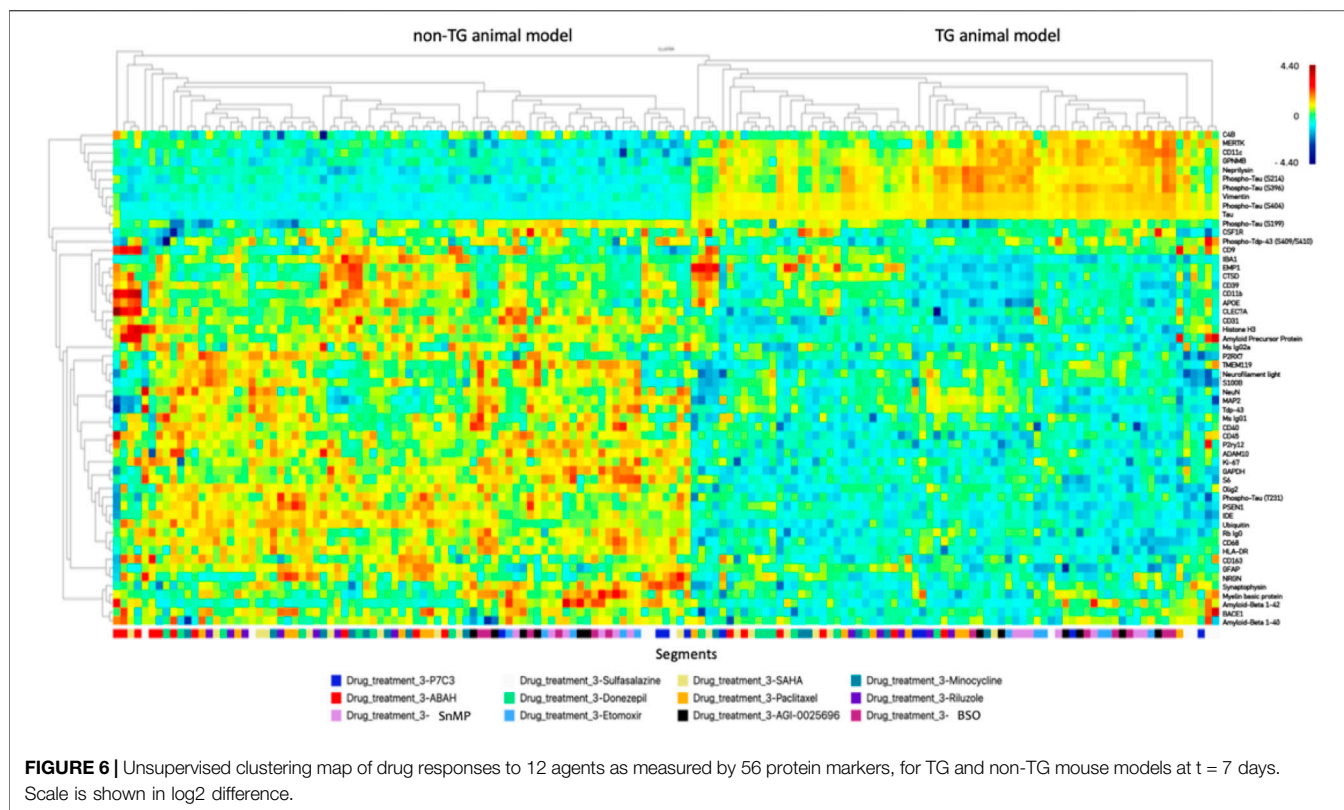 non-TG animal model
TG animal model
CLUSTER
4.40
0
- 4.40
C4B
MERTK
CD11c
GPNMB
Neprilysin
Phospho-Tau (S214)
Phospho-Tau (S396)
Vimentin
Phospho-Tau (S404)
Tau
Phospho-Tau (S199)
CSF1R
Phospho-Tdp-43 (S409/S410)
CD9
IBA1
EMP1
CTSD
CD39
CD11b
APOE
CLEC7A
CD31
Histone H3
Amyloid Precursor Protein
Ms IgG2a
P2RX7
TMEM119
Neurofilament light
S100B
NeuN
MAP2
Tdp-43
Ms IgG1
CD40
CD45
P2ry12
ADAM10
Ki-67
GAPDH
S6
Olig2
Phospho-Tau (T231)
PSEN1
IDE
Ubiquitin
Rb IgG
CD68
HLA-DR
CD163
GFAP
NRGN
Synaptophysin
Myelin basic protein
Amyloid-Beta 1-42
BACE1
Amyloid-Beta 1-40
Segments
Drug_treatment_3-P7C3 Drug_treatment_3-Sulfasalazine Drug_treatment_3-SAHA Drug_treatment_3-Minocycline
Drug_treatment_3-ABAH Drug_treatment_3-Donezepil Drug_treatment_3-Paclitaxel Drug_treatment_3-Riluzole
Drug_treatment_3- SnMP Drug_treatment_3-Etomoxir Drug_treatment_3-AGI-0025696 Drug_treatment_3- BSO
FIGURE 6 | Unsupervised clustering map of drug responses to 12 agents as measured by 56 protein markers, for TG and non-TG mouse models at t = 7 days.
Scale is shown in log2 difference.